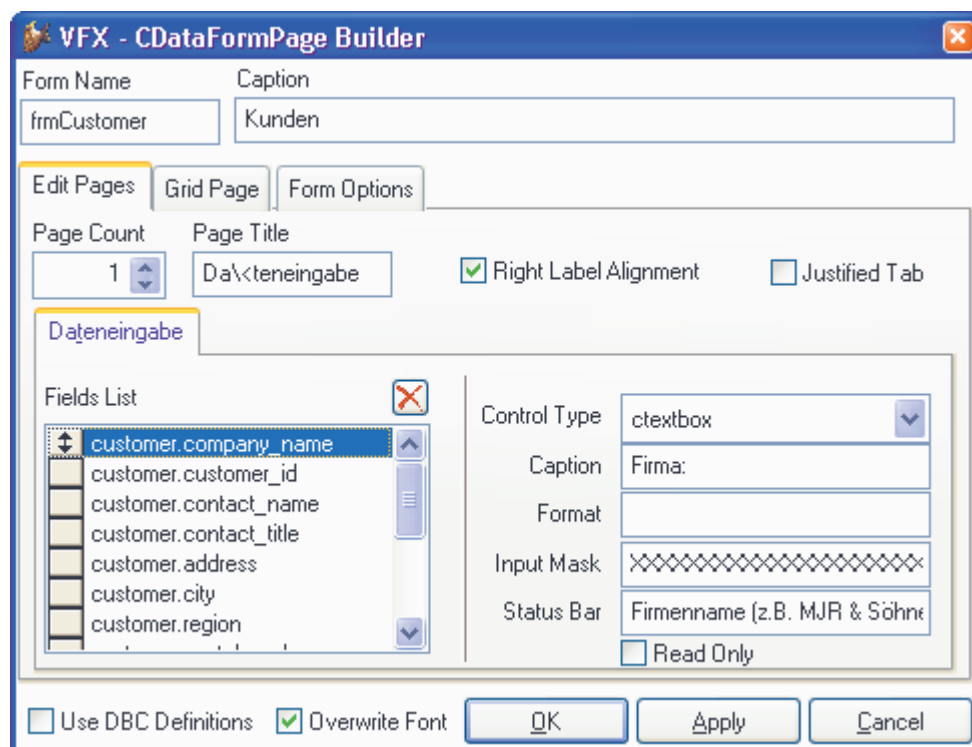 VFX - CDataFormPage Builder
Form Name Caption
frmCustomer Kunden
Edit Pages Grid Page Form Options
Page Count Page Title
1 Da\<teneingabe Right Label Alignment Justified Tab
Dateneingabe
Fields List
customer.company_name
customer.customer_id
customer.contact_name
customer.contact_title
customer.address
customer.city
customer.region
Control Type ctextbox
Caption Firma:
Format
Input Mask XXXXXXXXXXXXXXXXXXXXXX
Status Bar Firmenname (z.B. MJR & Söhne
Read Only
Use DBC Definitions Overwrite Font OK Apply Cancel